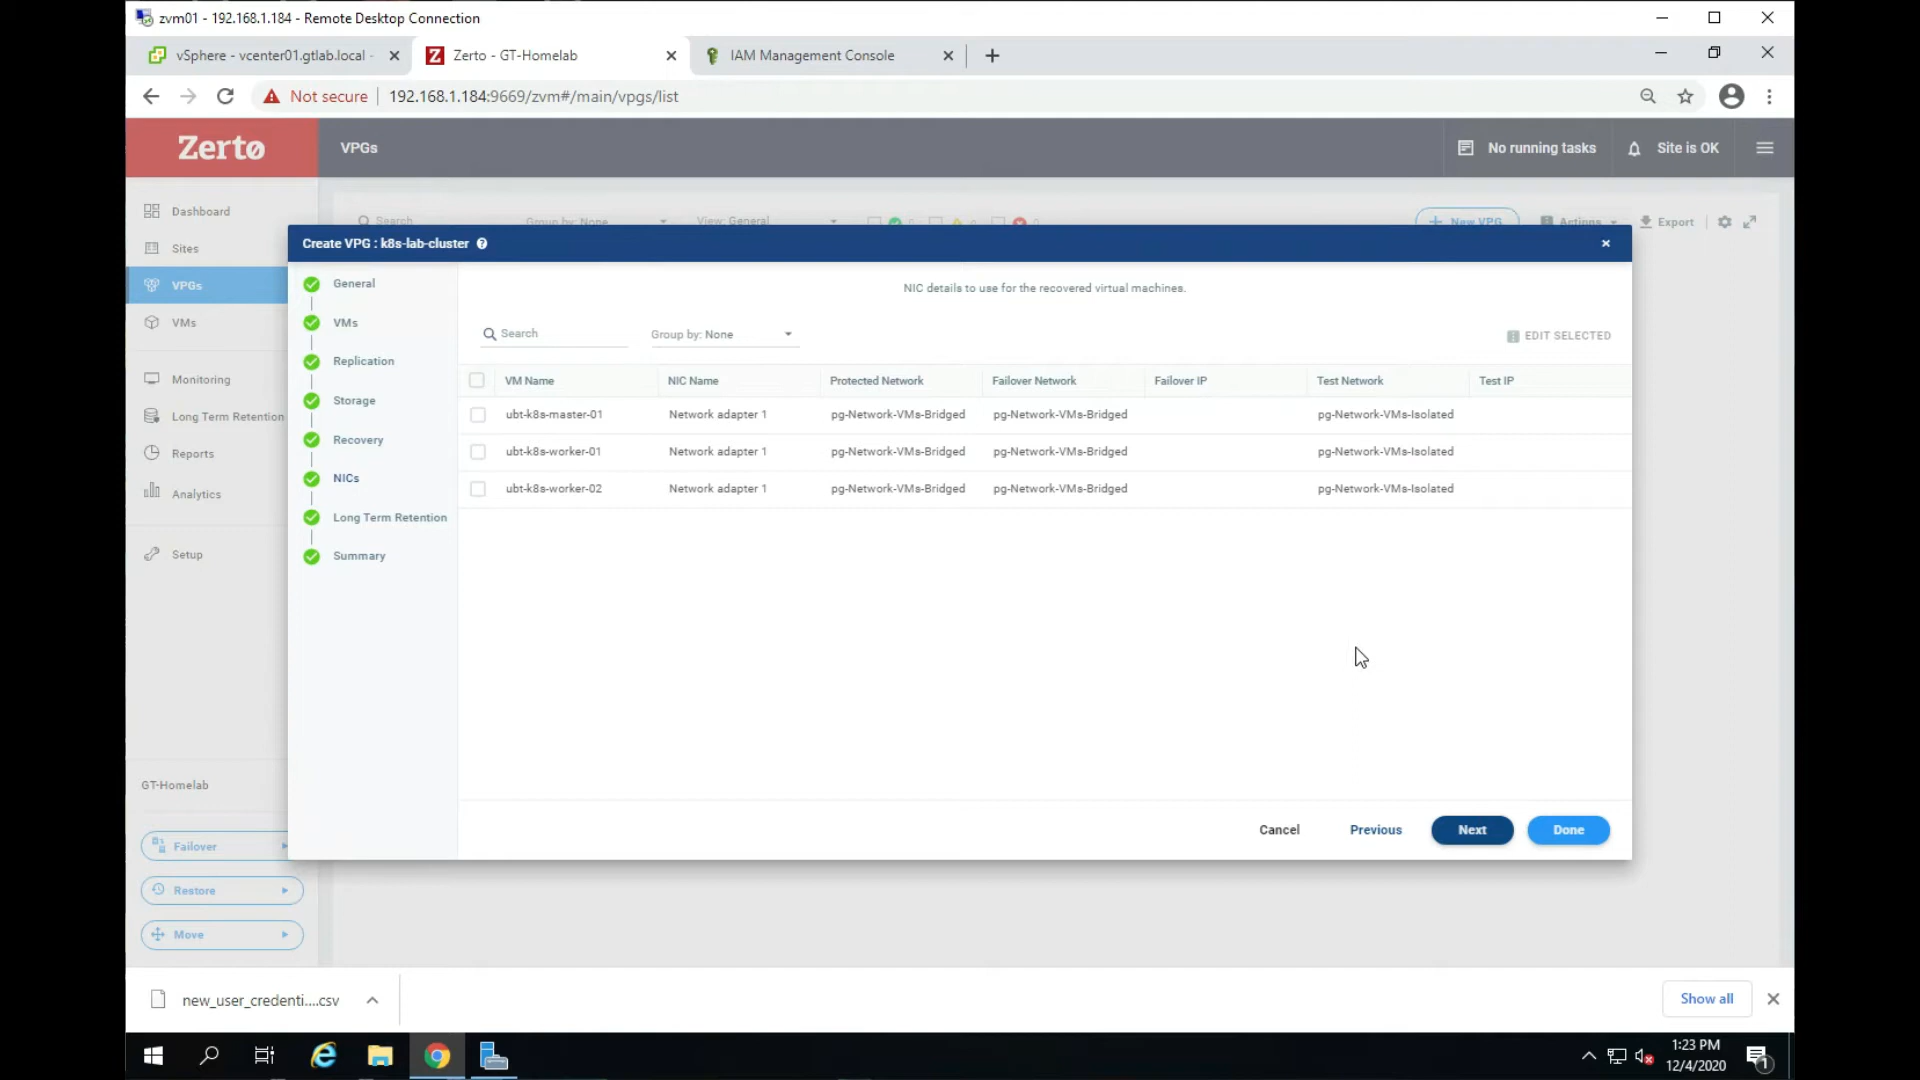 zvm01 - 192.168.1.184 - Remote Desktop Connection
vSphere - vcenter01.gtlab.local -
Zerto - GT-Homelab
IAM Management Console
Not secure
192.168.1.184:9669/zvm#/main/vpgs/list
Zerto
VPGs
No running tasks
Site is OK
Dashboard
Sites
VPGs
VMs
Monitoring
Long Term Retention
Reports
Analytics
Setup
GT-Homelab
Failover
Restore
Move
Search
Group by: None
View: General
New VPG
Actions
Export
Create VPG : k8s-lab-cluster
General
VMs
Replication
Storage
Recovery
NICs
Long Term Retention
Summary
NIC details to use for the recovered virtual machines.
Search
Group by: None
EDIT SELECTED
VM Name NIC Name Protected Network Failover Network Failover IP Test Network Test IP
ubt-k8s-master-01 Network adapter 1 pg-Network-VMs-Bridged pg-Network-VMs-Bridged pg-Network-VMs-Isolated
ubt-k8s-worker-01 Network adapter 1 pg-Network-VMs-Bridged pg-Network-VMs-Bridged pg-Network-VMs-Isolated
ubt-k8s-worker-02 Network adapter 1 pg-Network-VMs-Bridged pg-Network-VMs-Bridged pg-Network-VMs-Isolated
Cancel
Previous
Next
Done
new_user_credenti....csv
Show all
1:23 PM
12/4/2020
1